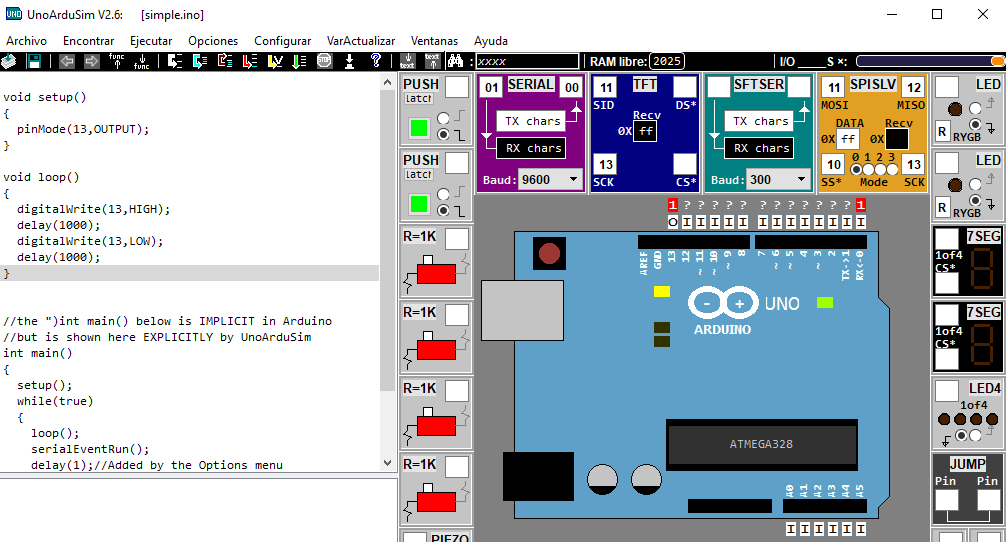 UnoArduSim V2.6: [simple.ino]
Archivo Encontrar Ejecutar Opciones Configurar VarActualizar Ventanas Ayuda
func func STOP ? text text : xxxx RAM libre: 2025 I/O____S ×:
void setup()
{
pinMode(13,OUTPUT);
}
void loop()
{
digitalWrite(13,HIGH);
delay(1000);
digitalWrite(13,LOW);
delay(1000);
}
//the ")int main() below is IMPLICIT in Arduino
//but is shown here EXPLICITLY by UnoArduSim
int main()
{
setup();
while(true)
{
loop();
serialEventRun();
delay(1);//Added by the Options menu
PUSH
latch
PUSH
latch
R=1K
R=1K
R=1K
R=1K
PIEZO
01 SERIAL 00
TX chars
RX chars
Baud: 9600
11 TFT
SID DS*
Recv
0X ff
13
SCK CS*
SFTSER
TX chars
RX chars
Baud: 300
11 SPISLV 12
MOSI MISO
DATA Recv
0X ff 0X
10 0 1 2 3 13
SS* Mode SCK
LED
R RYGB
LED
R RYGB
7SEG
1of4
CS*
7SEG
1of4
CS*
LED4
1of4
JUMP
Pin Pin
1 ? ? ? ? ? ? ? ? ? ? ? ? 1
O I I I I I I I I I I I I I
AREF GND 13 12 ~ 11 ~ 10 ~ 9 8 7 ~ 6 ~ 5 4 ~ 3 2 TX->1 RX<-0
- + UNO
ARDUINO
ATMEGA328
A0 A1 A2 A3 A4 A5
I I I I I I